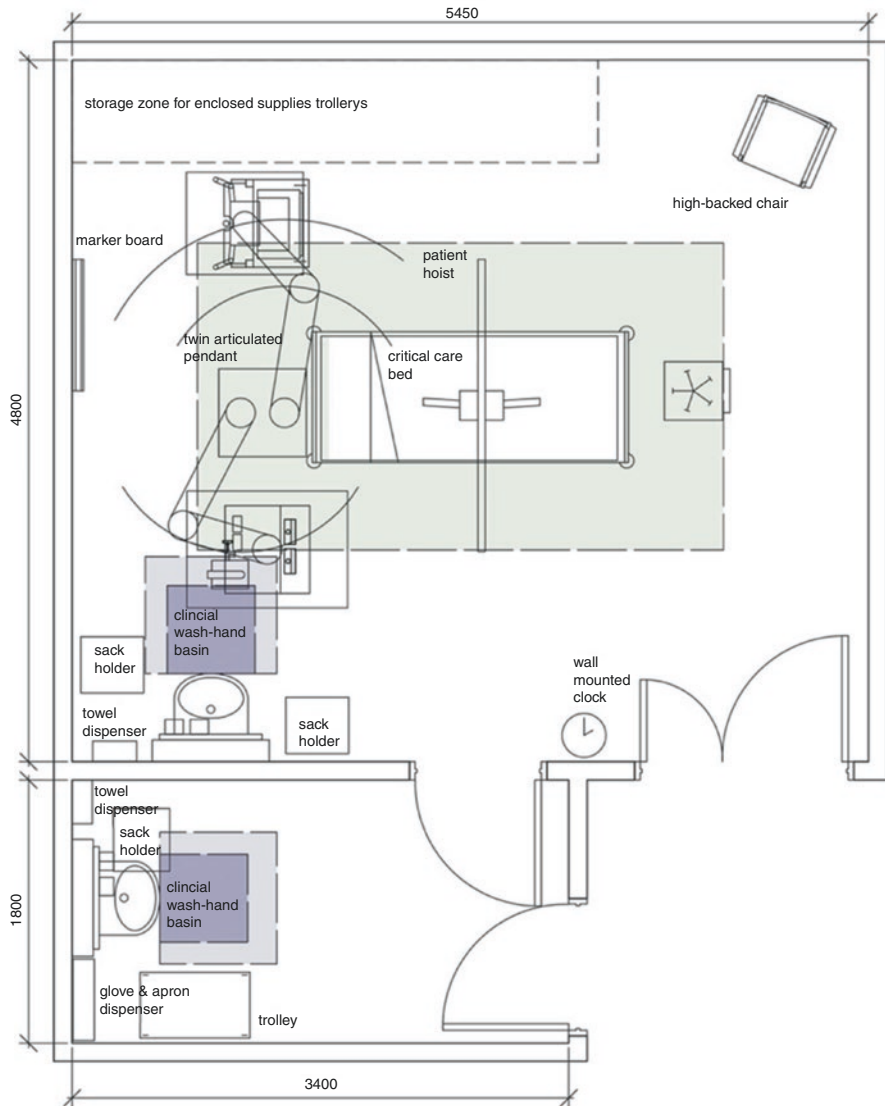 5450
storage zone for enclosed supplies trollerys
high-backed chair
marker board
patient
hoist
twin articulated
pendant
critical care
bed
4800
clincial
wash-hand
basin
sack
holder
wall
mounted
clock
towel
dispenser
sack
holder
towel
dispenser
sack
holder
clincial
wash-hand
basin
1800
glove & apron
dispenser
trolley
3400